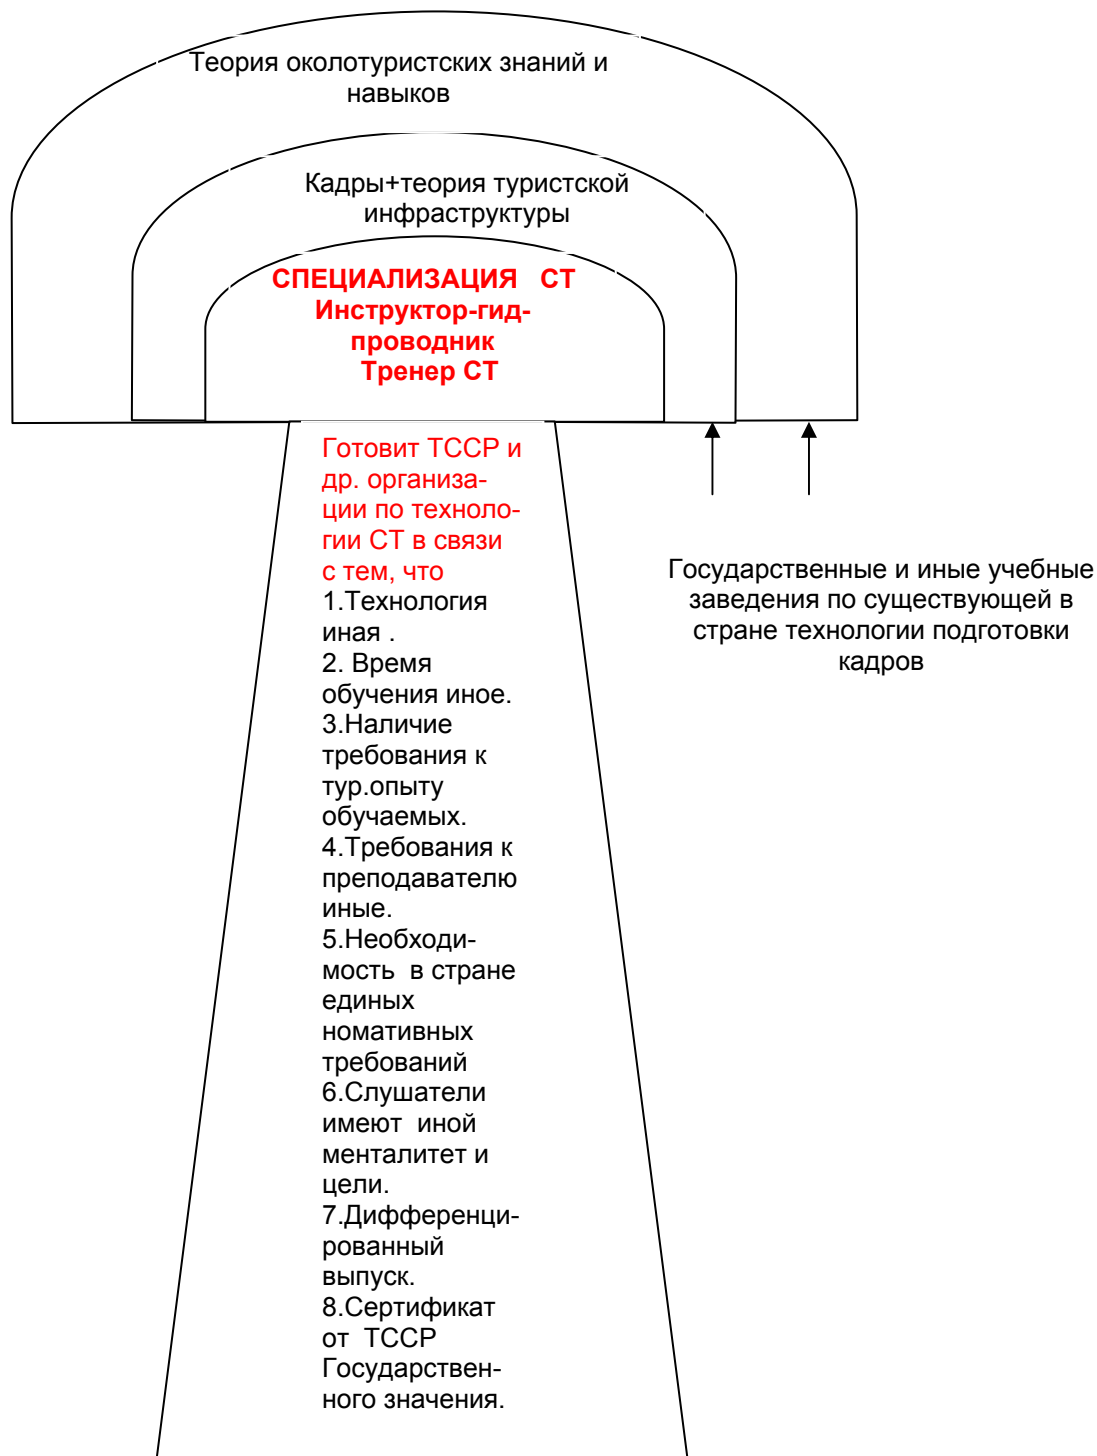 Теория околотуристских знаний и
навыков
Кадры+теория туристской
инфраструктуры
СПЕЦИАЛИЗАЦИЯ СТ
Инструктор-гид-
проводник
Тренер СТ
Готовит ТССР и
др. организа-
ции по техноло-
гии СТ в связи
с тем, что
1.Технология
иная .
2. Время
обучения иное.
3.Наличие
требования к
тур.опыту
обучаемых.
4.Требования к
преподавателю
иные.
5.Необходи-
мость в стране
единых
номативных
требований
6.Слушатели
имеют иной
менталитет и
цели.
7.Дифференци-
рованный
выпуск.
8.Сертификат
от ТССР
Государствен-
ного значения.
Государственные и иные учебные
заведения по существующей в
стране технологии подготовки
кадров